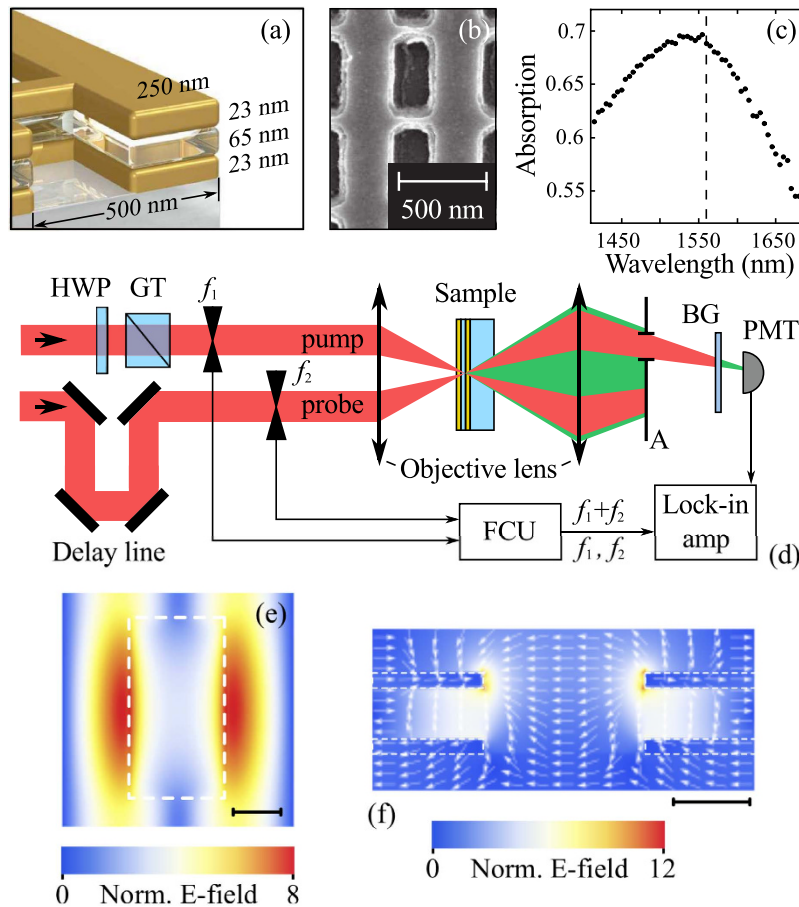 (a)
250 nm
23 nm
65 nm
23 nm
500 nm
(b)
500 nm
(c)
Absorption
0.7
0.65
0.6
0.55
1450 1550 1650
Wavelength (nm)
HWP GT f1
pump
f2
probe
Delay line
Objective lens
Sample
A
BG
PMT
FCU
f1+f2
f1, f2
Lock-in
amp
(d)
(e)
0 Norm. E-field 8
(f)
0 Norm. E-field 12